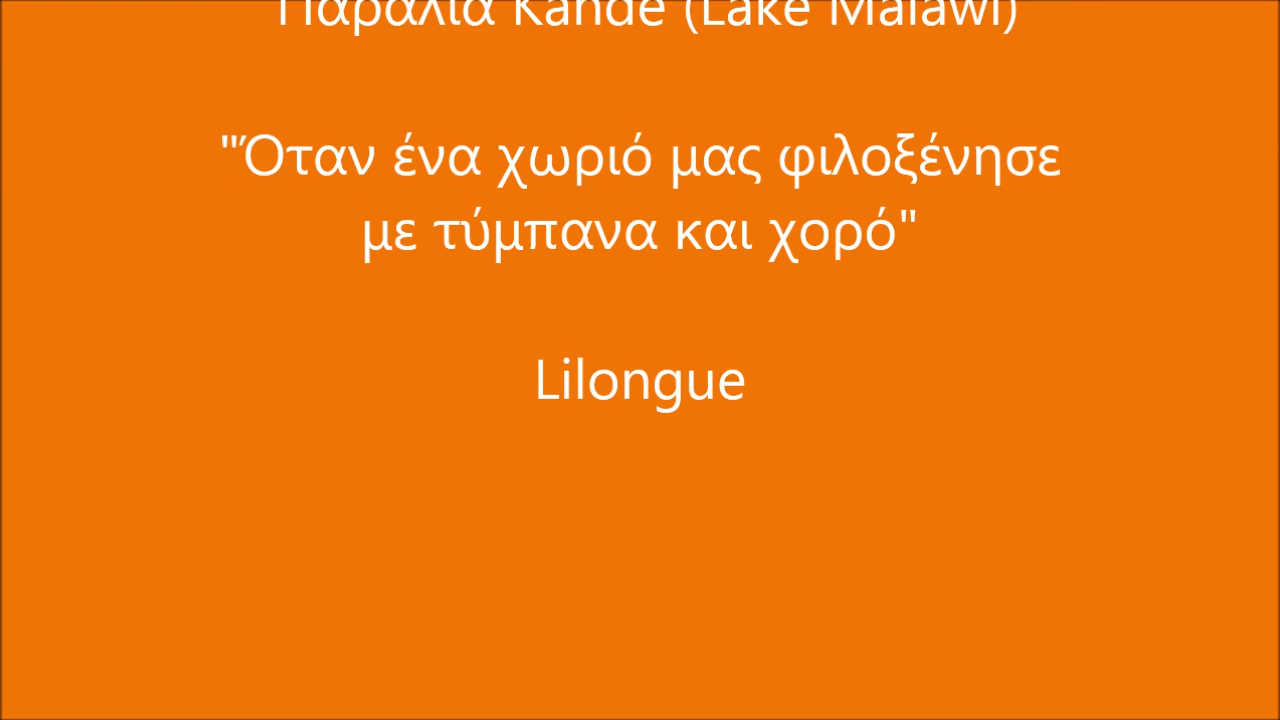 Παραλία Kande (Lake Malawi)
"Όταν ένα χωριό μας φιλοξένησε
με τύμπανα και χορό"
Lilongue